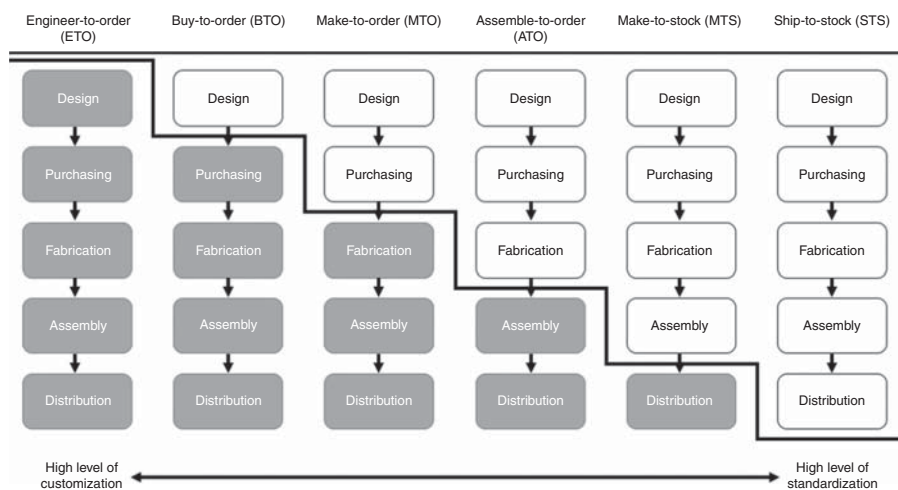 Engineer-to-order
(ETO)
Buy-to-order (BTO)
Make-to-order (MTO)
Assemble-to-order
(ATO)
Make-to-stock (MTS)
Ship-to-stock (STS)
Design
Design
Design
Design
Design
Design
Purchasing
Purchasing
Purchasing
Purchasing
Purchasing
Purchasing
Fabrication
Fabrication
Fabrication
Fabrication
Fabrication
Fabrication
Assembly
Assembly
Assembly
Assembly
Assembly
Assembly
Distribution
Distribution
Distribution
Distribution
Distribution
Distribution
High level of
customization
High level of
standardization